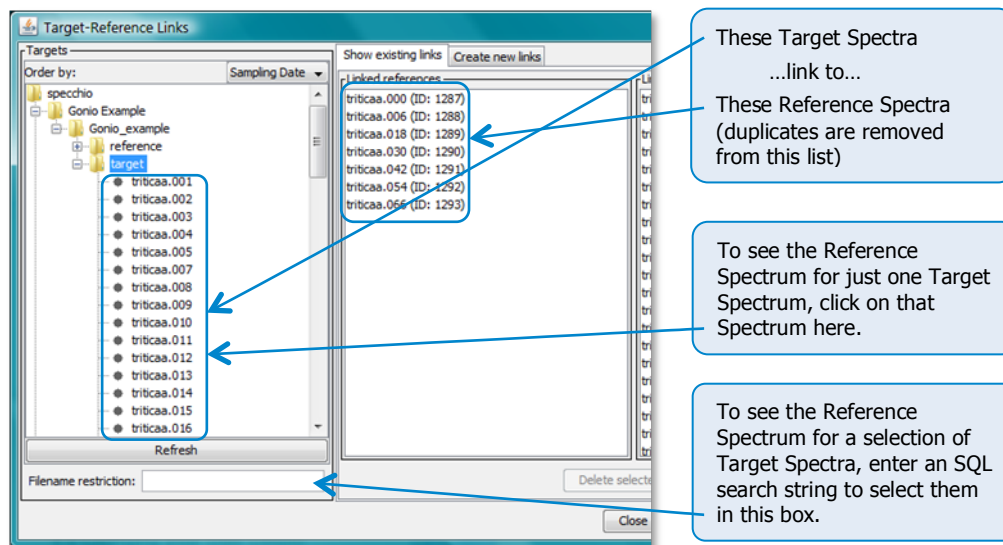 Target-Reference Links
Targets
Order by: Sampling Date
specchio
Gonio Example
Gonio_example
reference
target
triticaa.001
triticaa.002
triticaa.003
triticaa.004
triticaa.005
triticaa.007
triticaa.008
triticaa.009
triticaa.010
triticaa.011
triticaa.012
triticaa.013
triticaa.014
triticaa.015
triticaa.016
Refresh
Filename restriction:
Show existing links Create new links
Linked references
triticaa.000 (ID: 1287)
triticaa.006 (ID: 1288)
triticaa.018 (ID: 1289)
triticaa.030 (ID: 1290)
triticaa.042 (ID: 1291)
triticaa.054 (ID: 1292)
triticaa.066 (ID: 1293)
Delete selecte
Close
These Target Spectra
...link to...
These Reference Spectra
(duplicates are removed
from this list)
To see the Reference
Spectrum for just one Target
Spectrum, click on that
Spectrum here.
To see the Reference
Spectrum for a selection of
Target Spectra, enter an SQL
search string to select them
in this box.